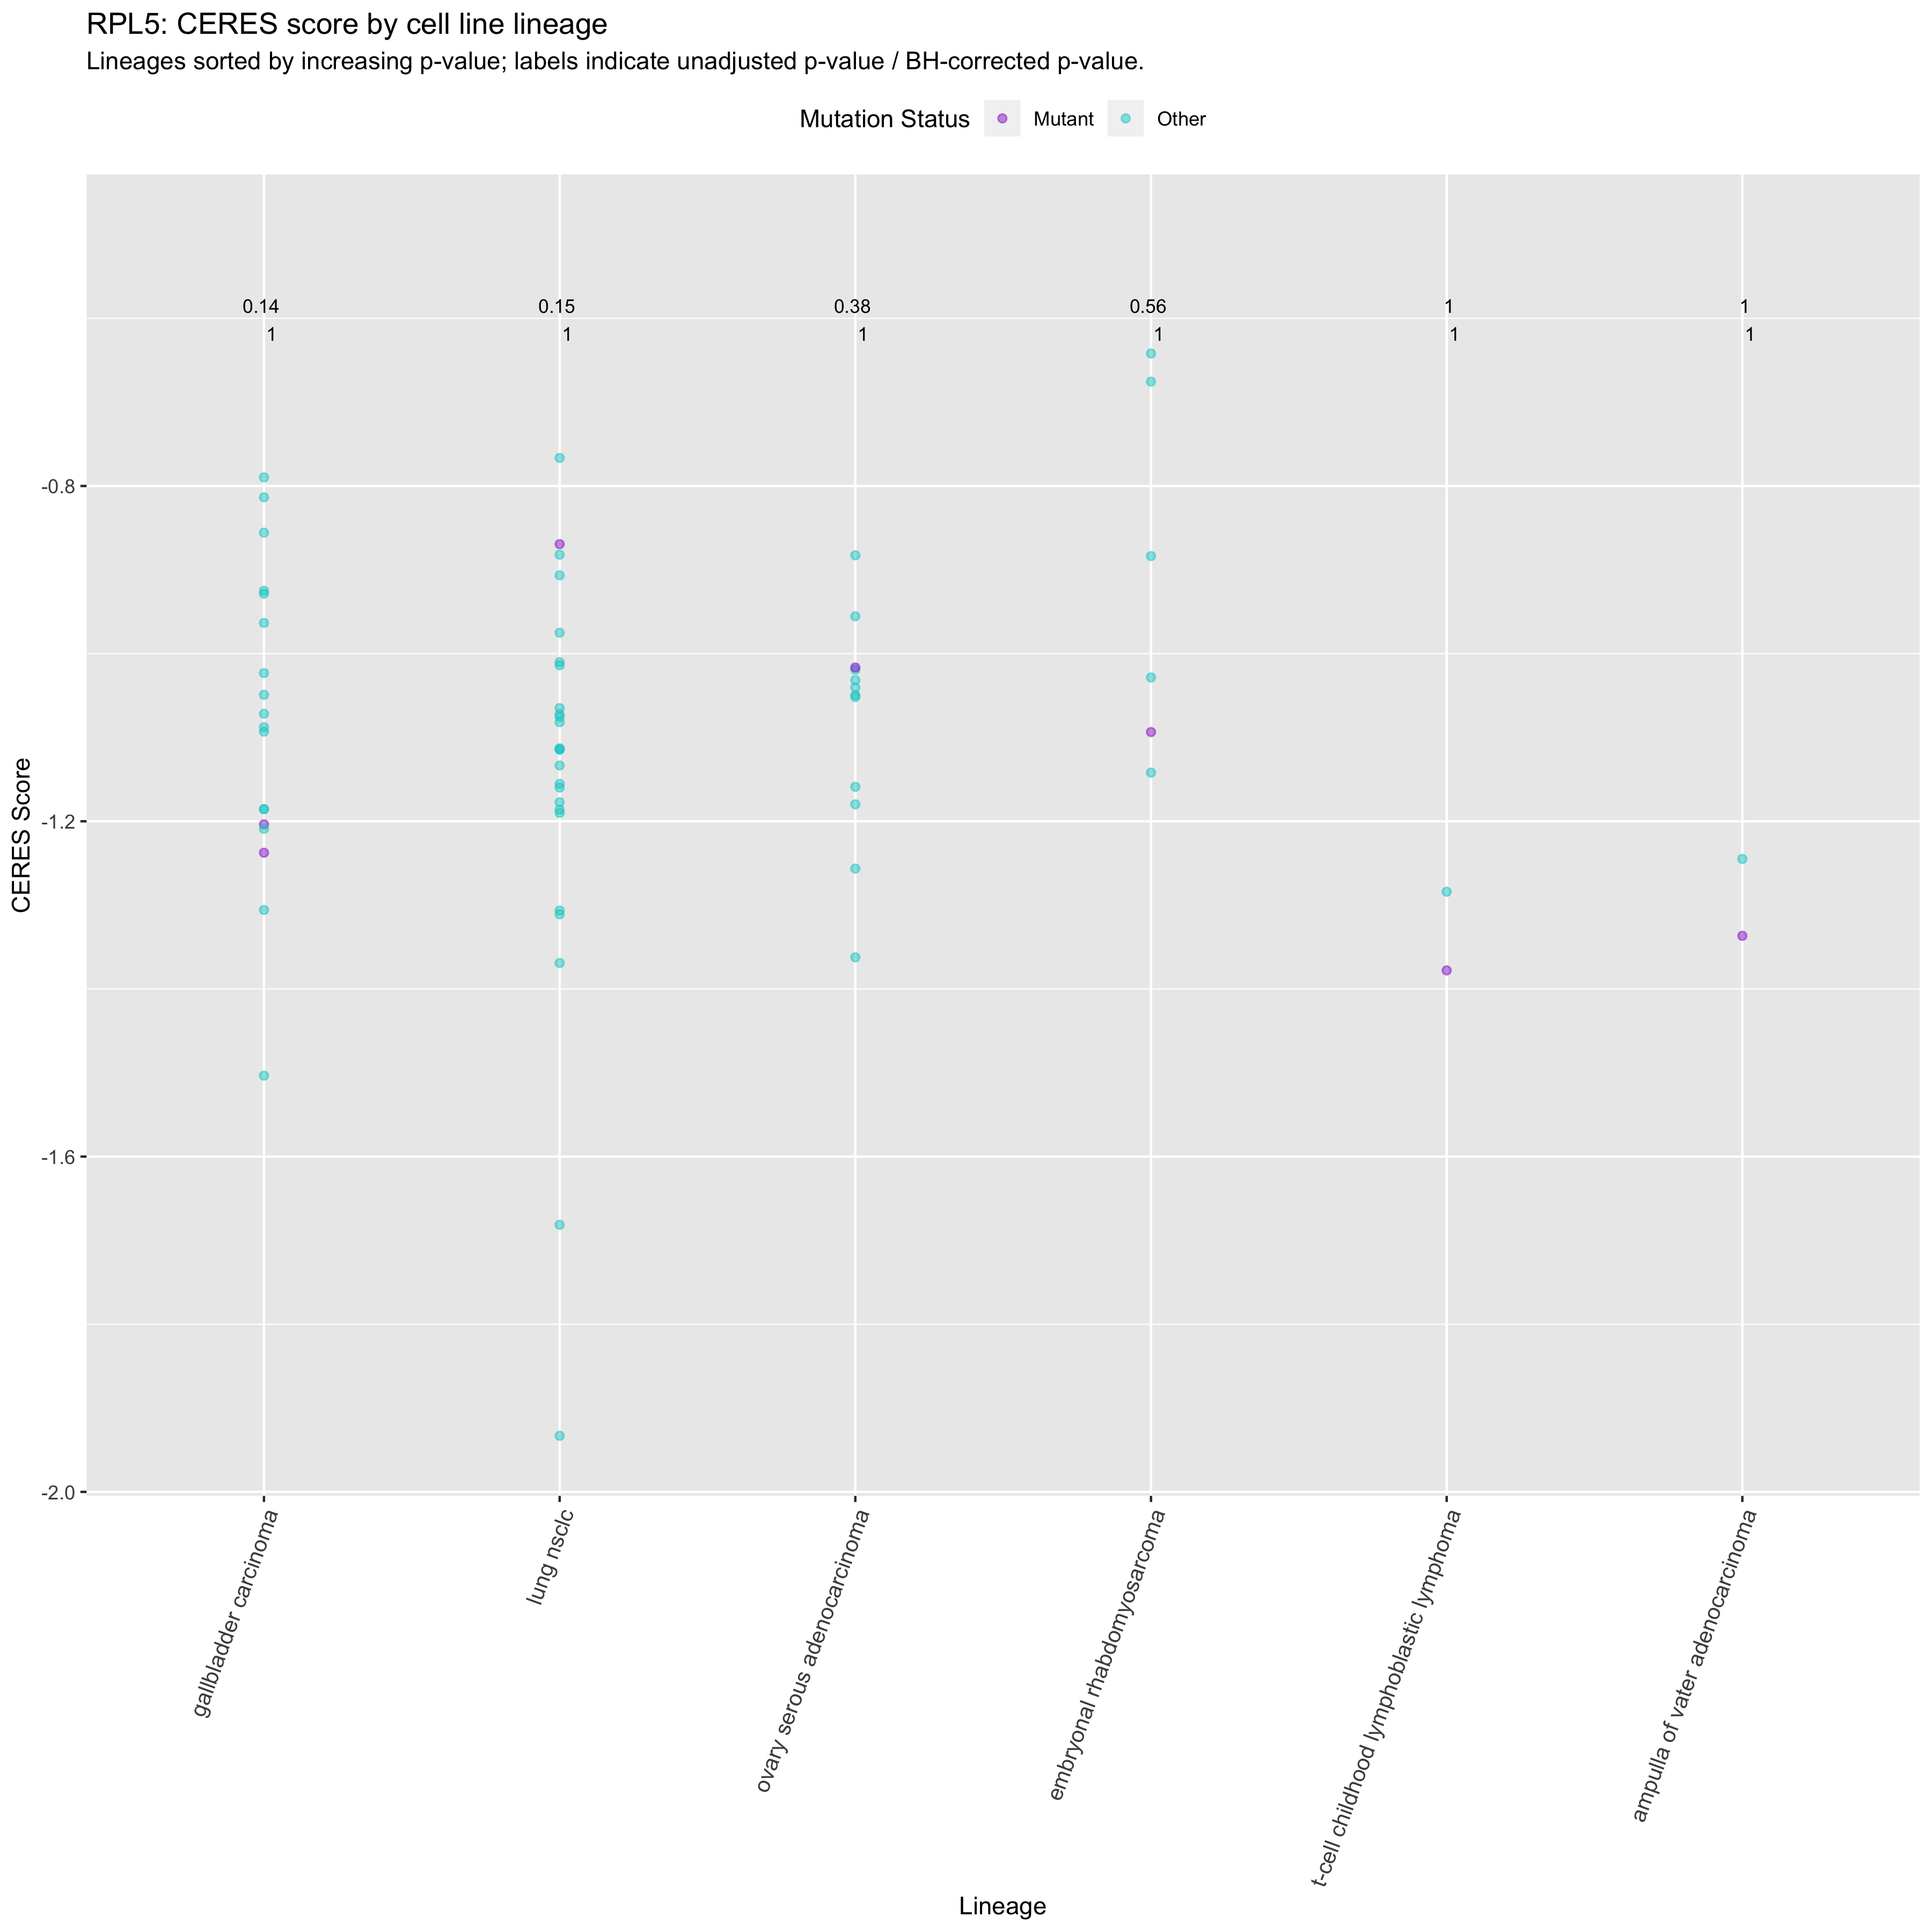 RPL5: CERES score by cell line lineage
Lineages sorted by increasing p-value; labels indicate unadjusted p-value / BH-corrected p-value.
Mutation Status Mutant Other
0.14 0.15 0.38 0.56 1 1
1 1 1 1 1 1
-0.8
-1.2
-1.6
-2.0
CERES Score
gallbladder carcinoma
lung nsclc
ovary serous adenocarcinoma
embryonal rhabdomyosarcoma
t-cell childhood lymphoblastic lymphoma
ampulla of vater adenocarcinoma
Lineage